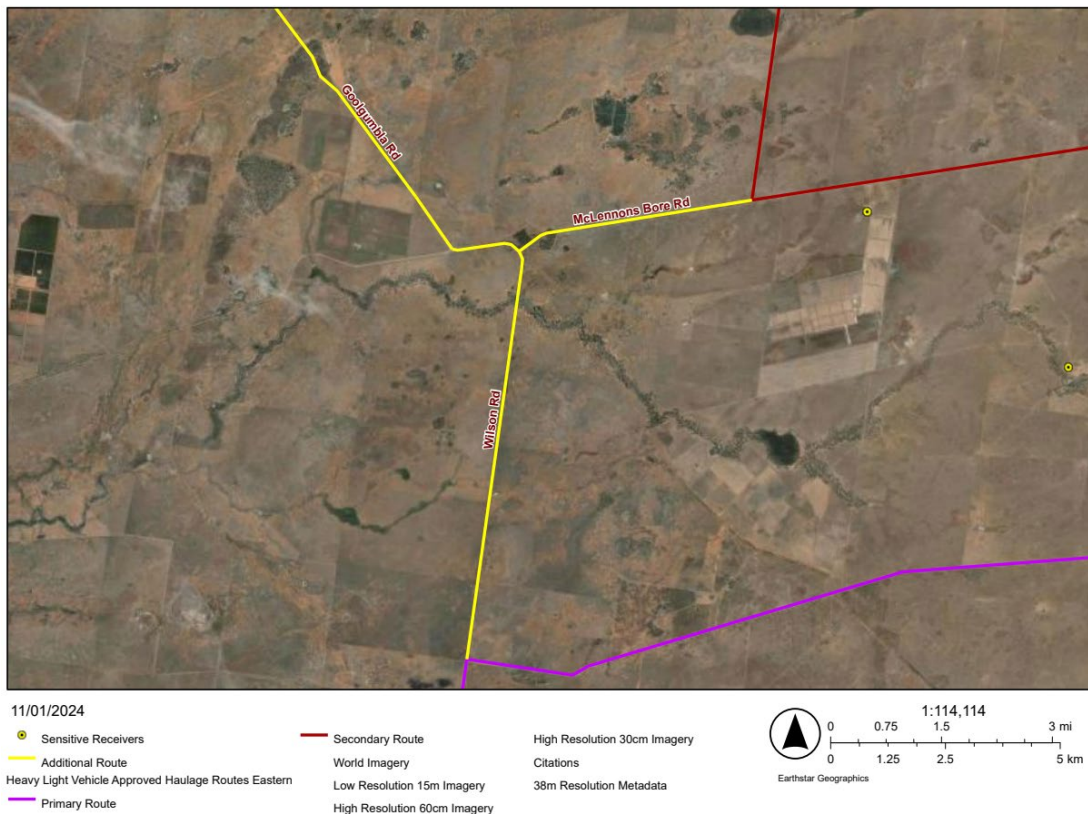 Goolgumbla Rd
McLennons Bore Rd
Wilson Rd
11/01/2024
Sensitive Receivers
Additional Route
Heavy Light Vehicle Approved Haulage Routes Eastern
Primary Route
Secondary Route
World Imagery
Low Resolution 15m Imagery
High Resolution 60cm Imagery
High Resolution 30cm Imagery
Citations
38m Resolution Metadata
1:114,114
0 0.75 1.5 3 mi
0 1.25 2.5 5 km
Earthstar Geographics